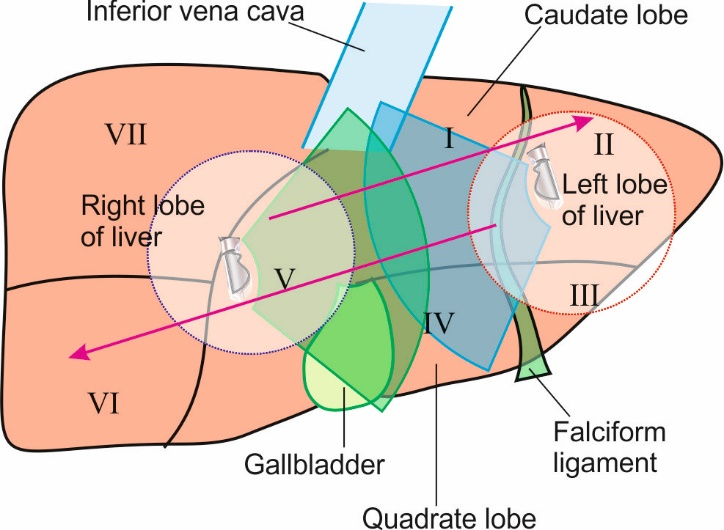 Inferior vena cava
Caudate lobe
VII
I
II
Right lobe
of liver
Left lobe
of liver
V
III
IV
VI
Falciform
ligament
Gallbladder
Quadrate lobe